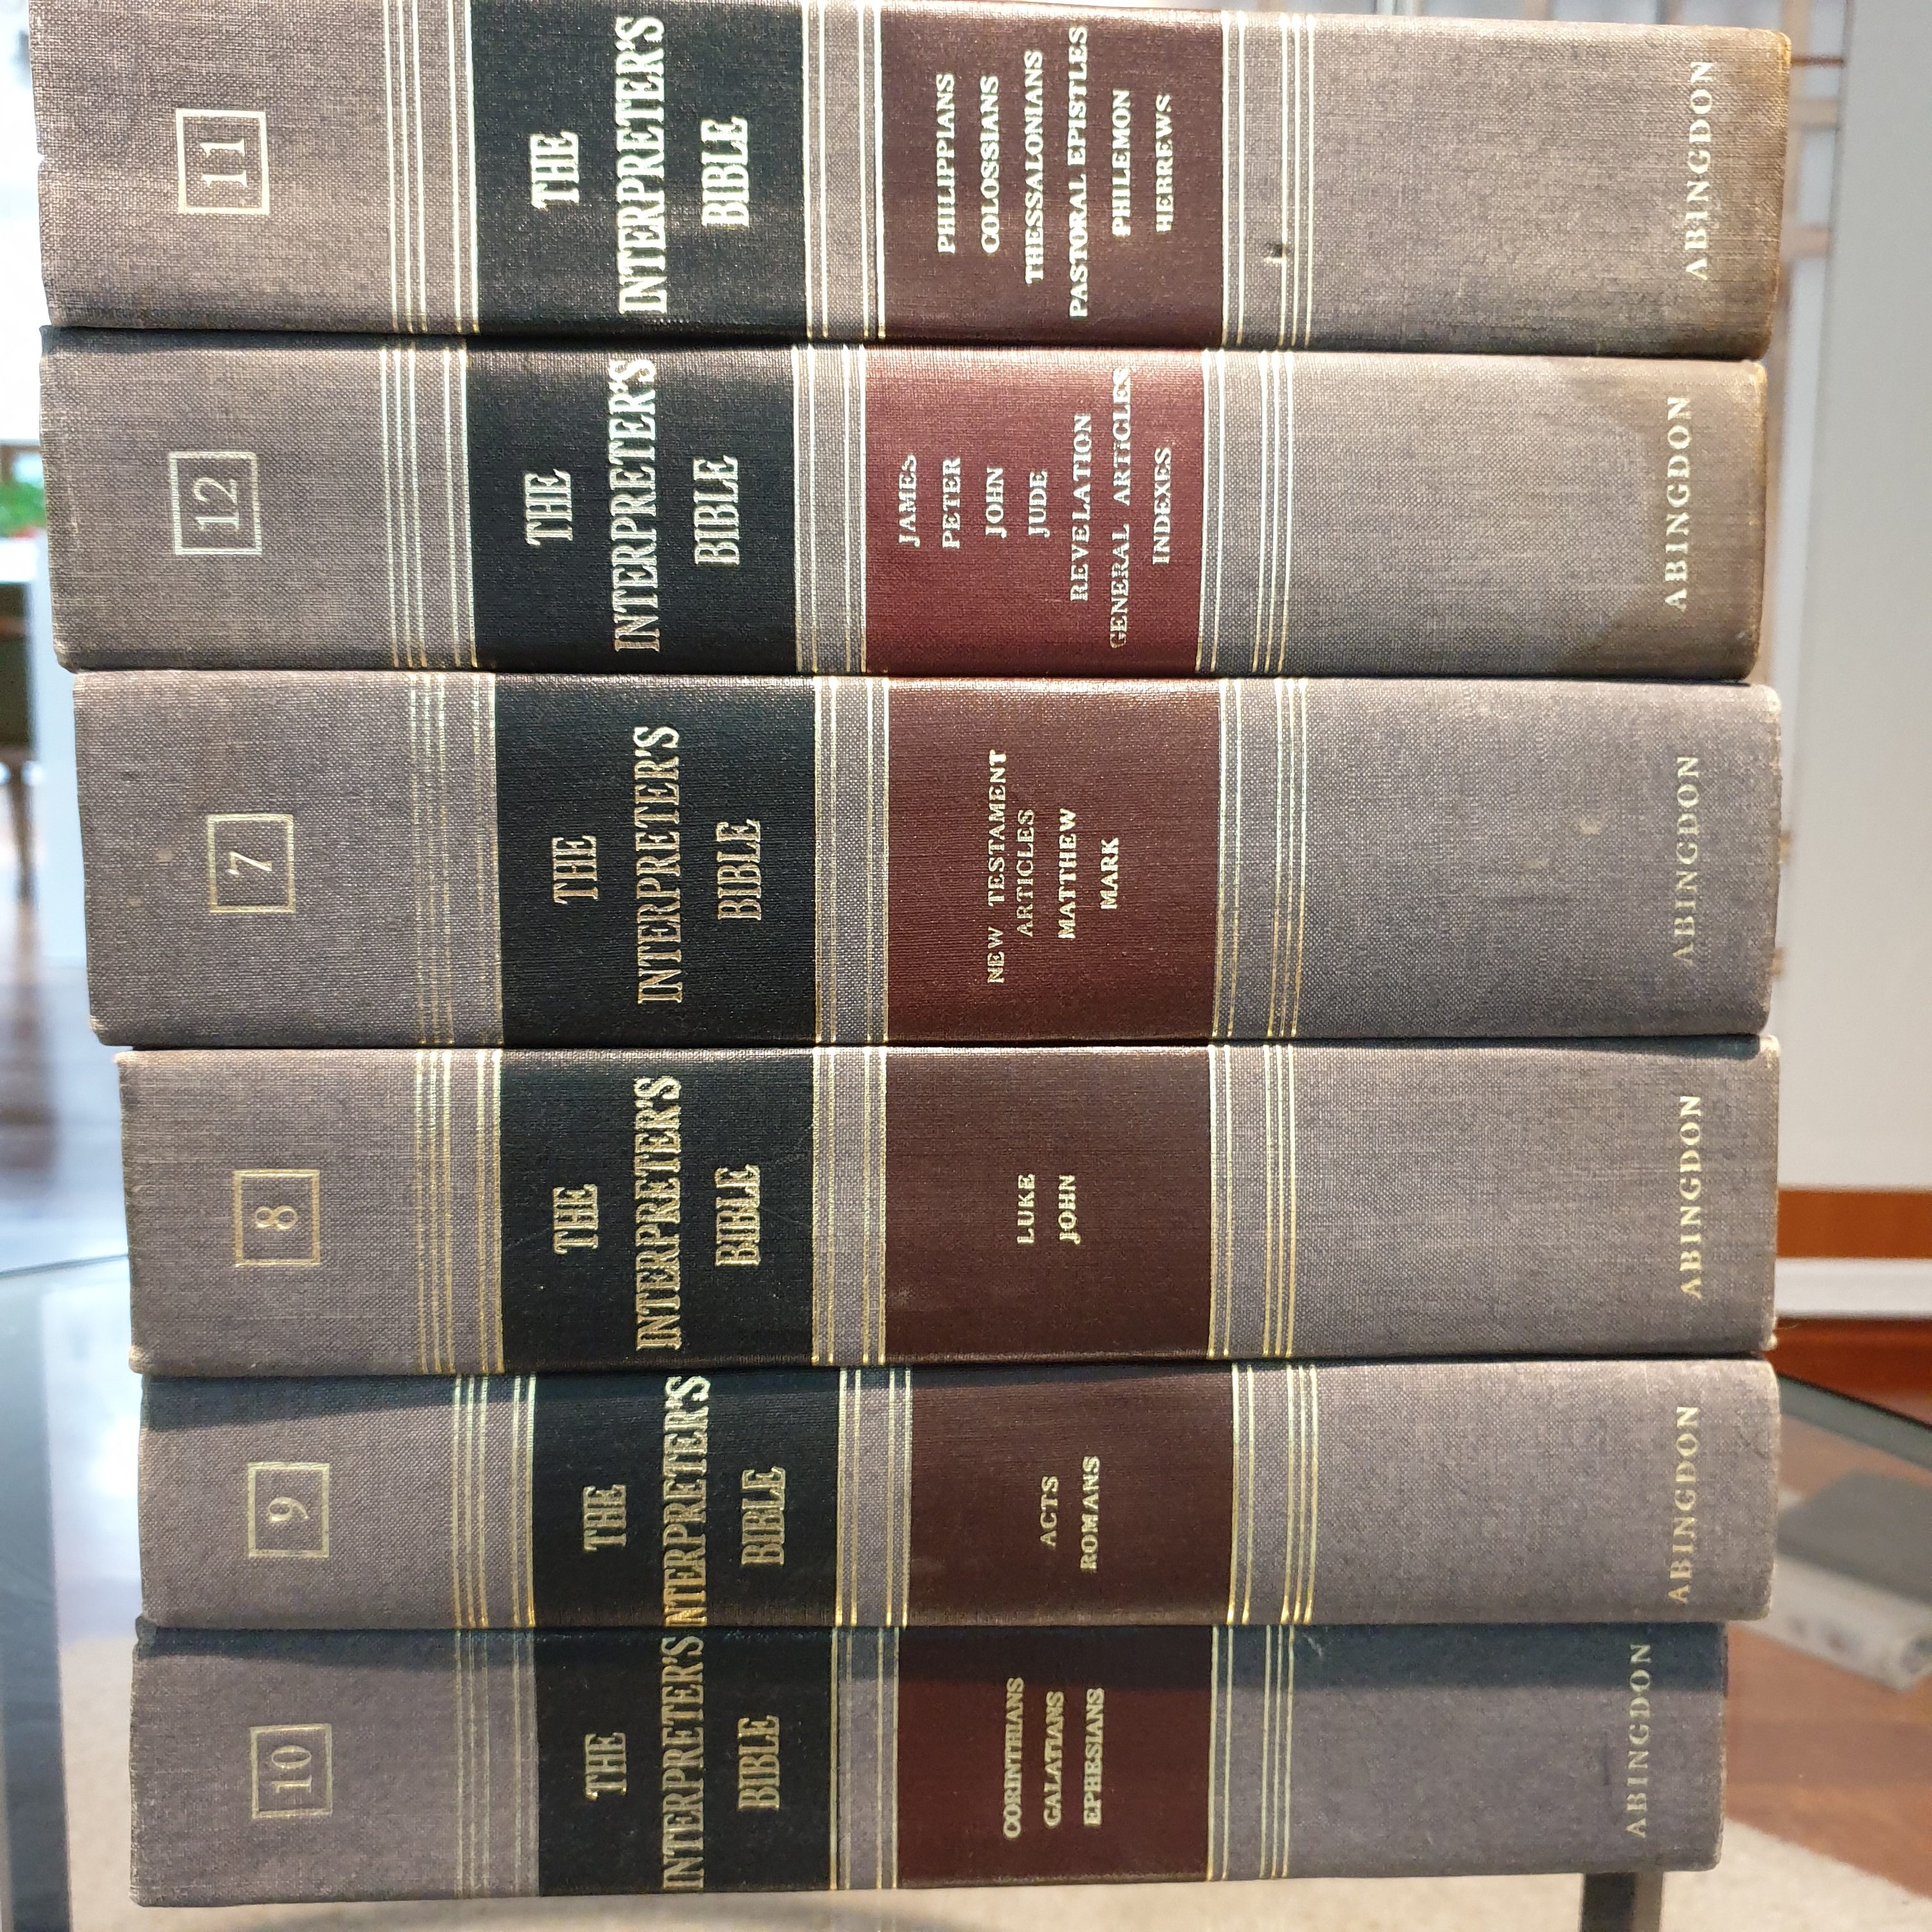 11
THE
INTERPRETER'S
BIBLE
PHILIPPIANS
COLOSSIANS
THESSALONIANS
PASTORAL EPISTLES
PHILEMON
HEBREWS
ABINGDON
12
THE
INTERPRETER'S
BIBLE
JAMES
PETER
JOHN
JUDE
REVELATION
GENERAL ARTICLES
INDEXES
ABINGDON
7
THE
INTERPRETER'S
BIBLE
NEW TESTAMENT
ARTICLES
MATTHEW
MARK
ABINGDON
8
THE
INTERPRETER'S
BIBLE
LUKE
JOHN
ABINGDON
9
THE
INTERPRETER'S
BIBLE
ACTS
ROMANS
ABINGDON
10
THE
INTERPRETER'S
BIBLE
CORINTHIANS
GALATIANS
EPHESIANS
ABINGDON